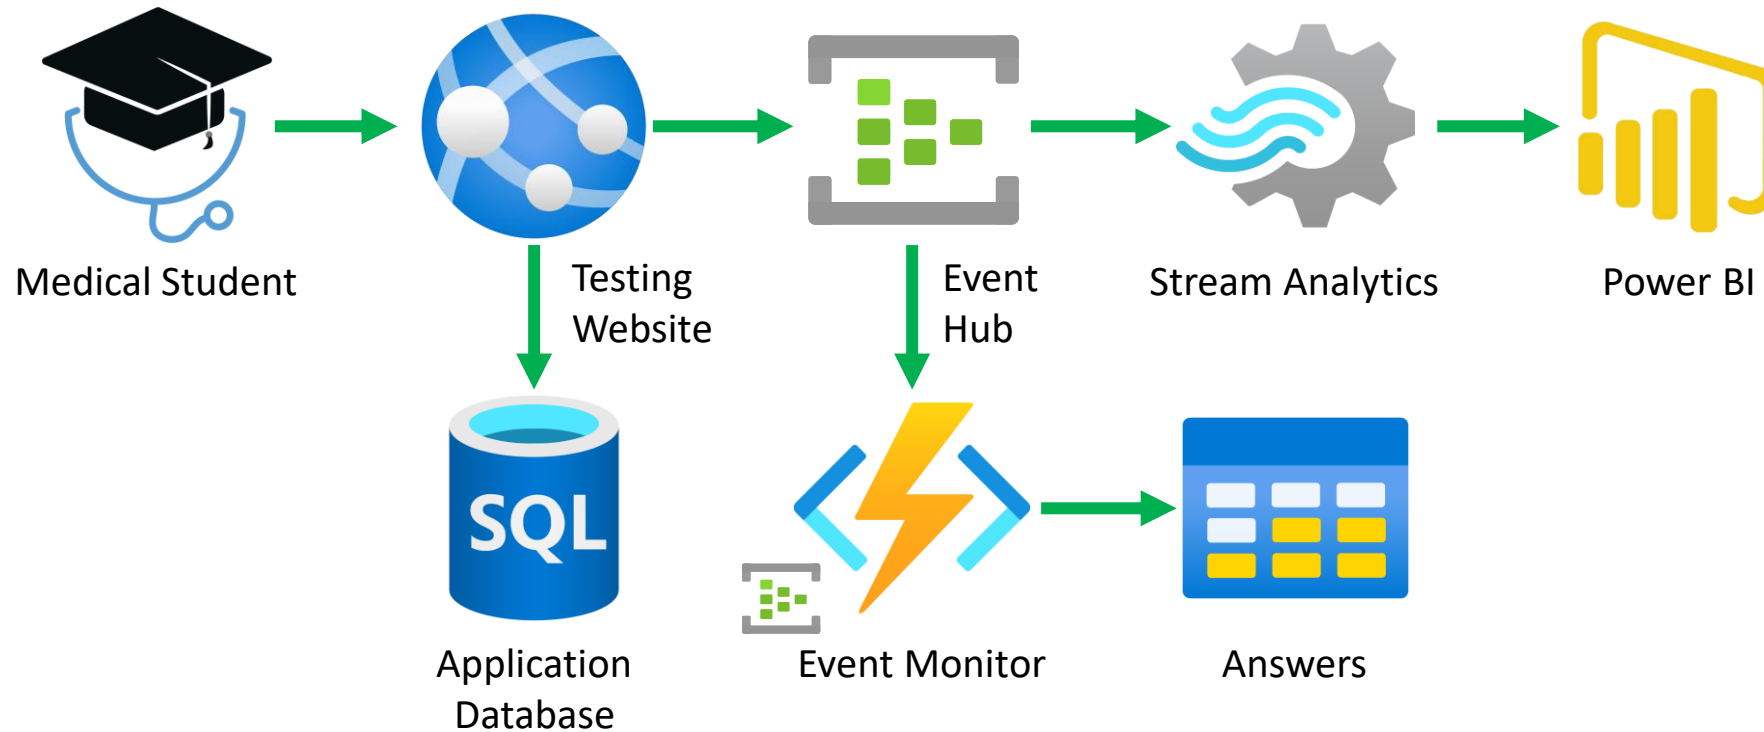 Medical Student
Testing
Website
Event
Hub
Stream Analytics
Power BI
SQL
Application
Database
Event Monitor
Answers